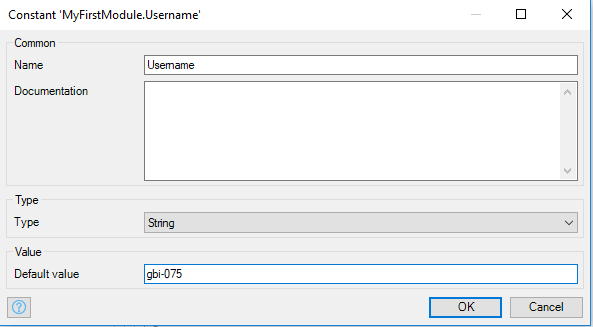 Constant 'MyFirstModule.Username'
Common
Name Username
Documentation
Type
Type String
Value
Default value gbi-075
? OK Cancel